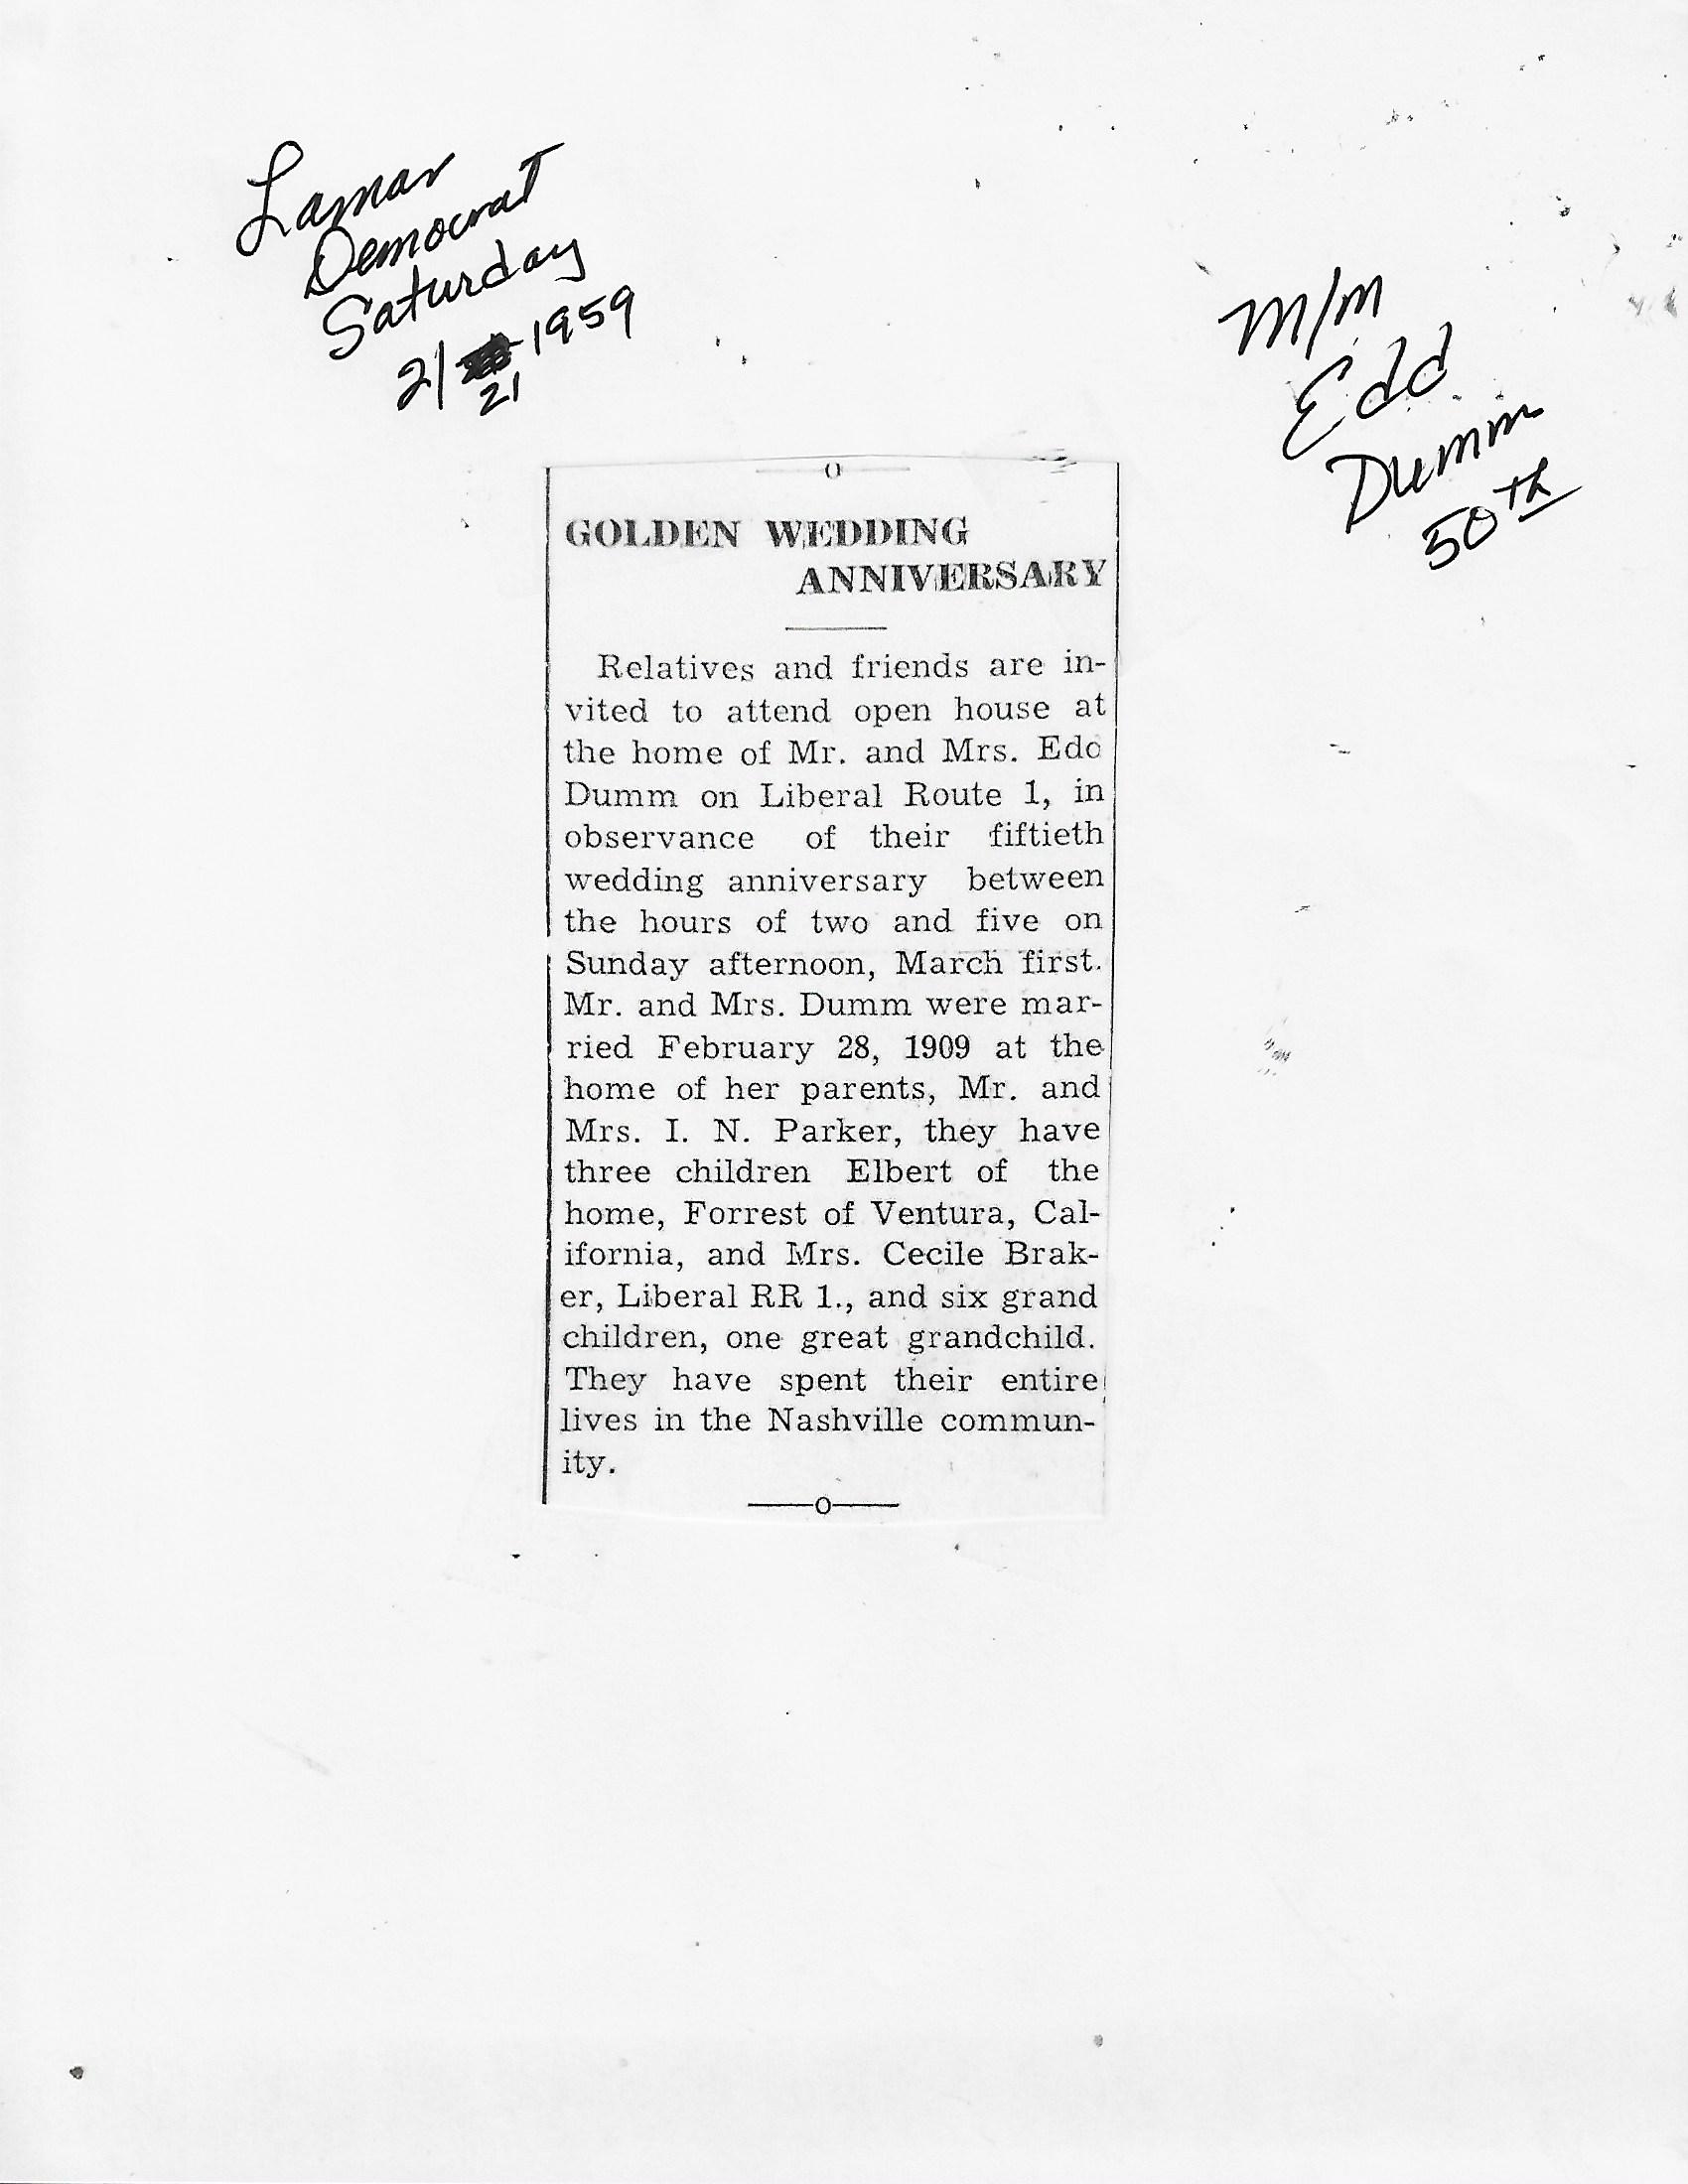 Lamar
Democrat
Saturday
2/ 1959
21
M/M
Edd
Dumm
50th
GOLDEN WEDDING
ANNIVERSARY
Relatives and friends are in-
vited to attend open house at
the home of Mr. and Mrs. Edd
Dumm on Liberal Route 1, in
observance of their fiftieth
wedding anniversary between
the hours of two and five on
Sunday afternoon, March first.
Mr. and Mrs. Dumm were mar-
ried February 28, 1909 at the
home of her parents, Mr. and
Mrs. I. N. Parker, they have
three children Elbert of the
home, Forrest of Ventura, Cal-
ifornia, and Mrs. Cecile Brak-
er, Liberal RR 1., and six grand
children, one great grandchild.
They have spent their entire
lives in the Nashville commun-
ity.